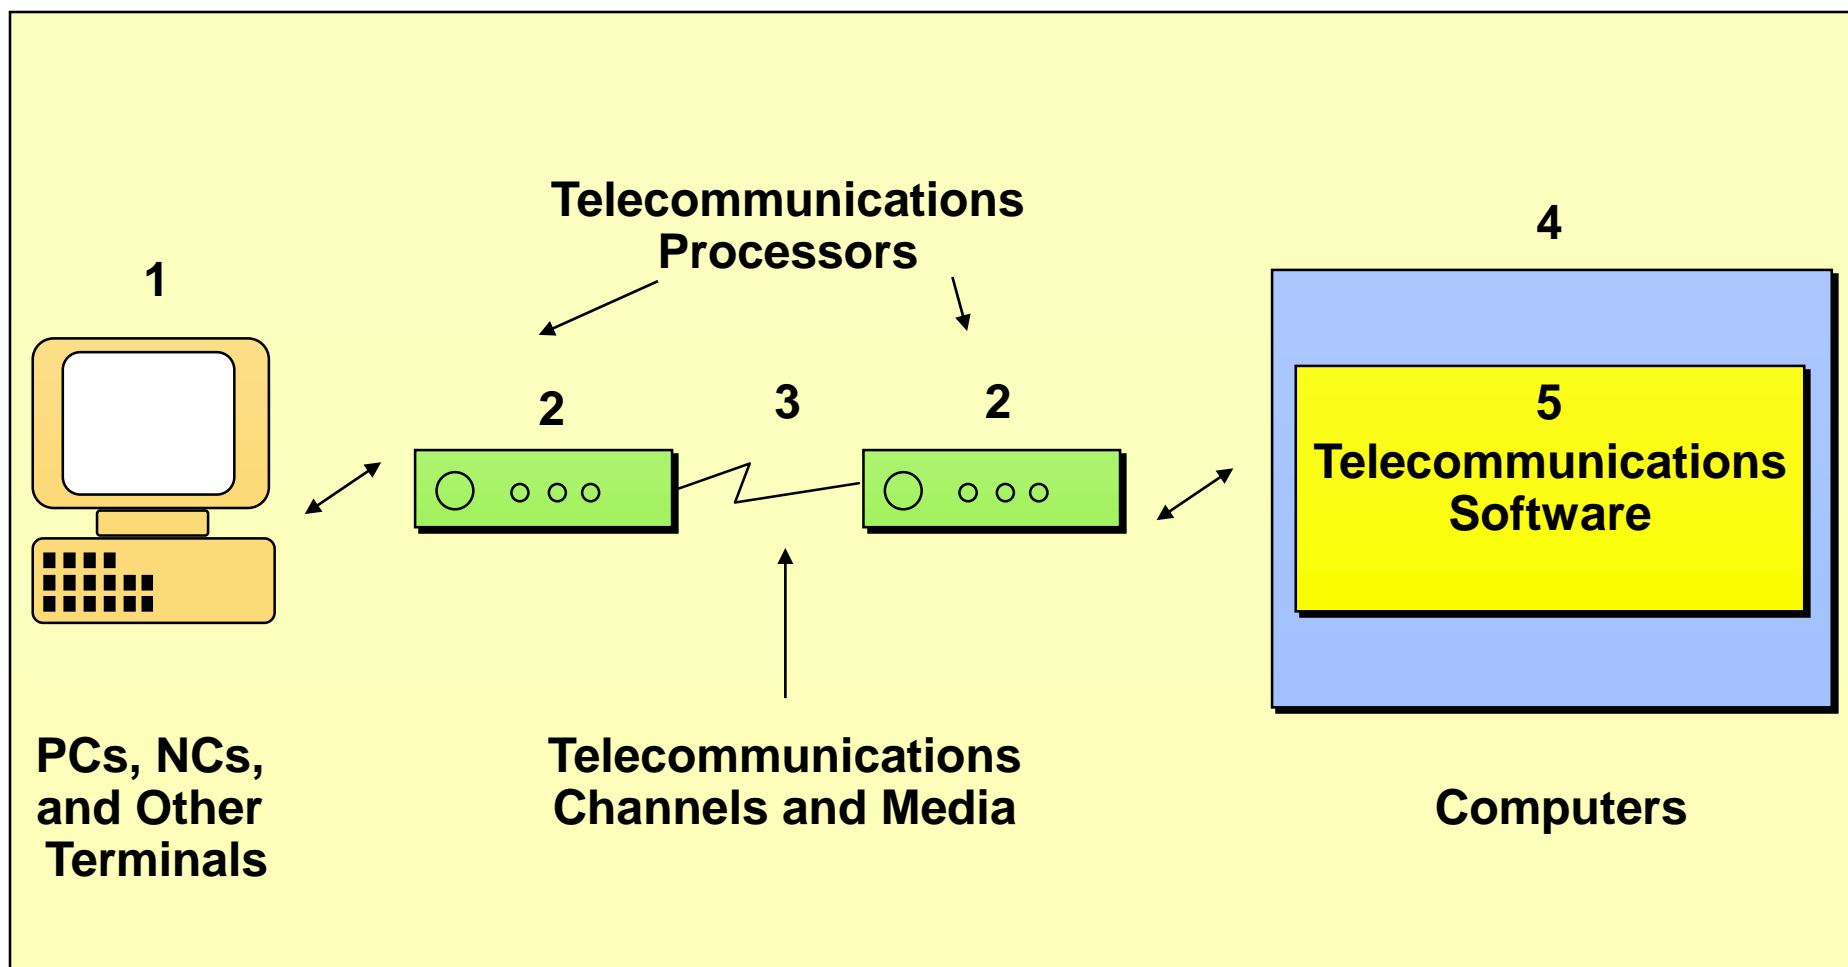 Telecommunications
Processors
1
2
3
2
4
5
Telecommunications
Software
PCs, NCs,
and Other
Terminals
Telecommunications
Channels and Media
Computers